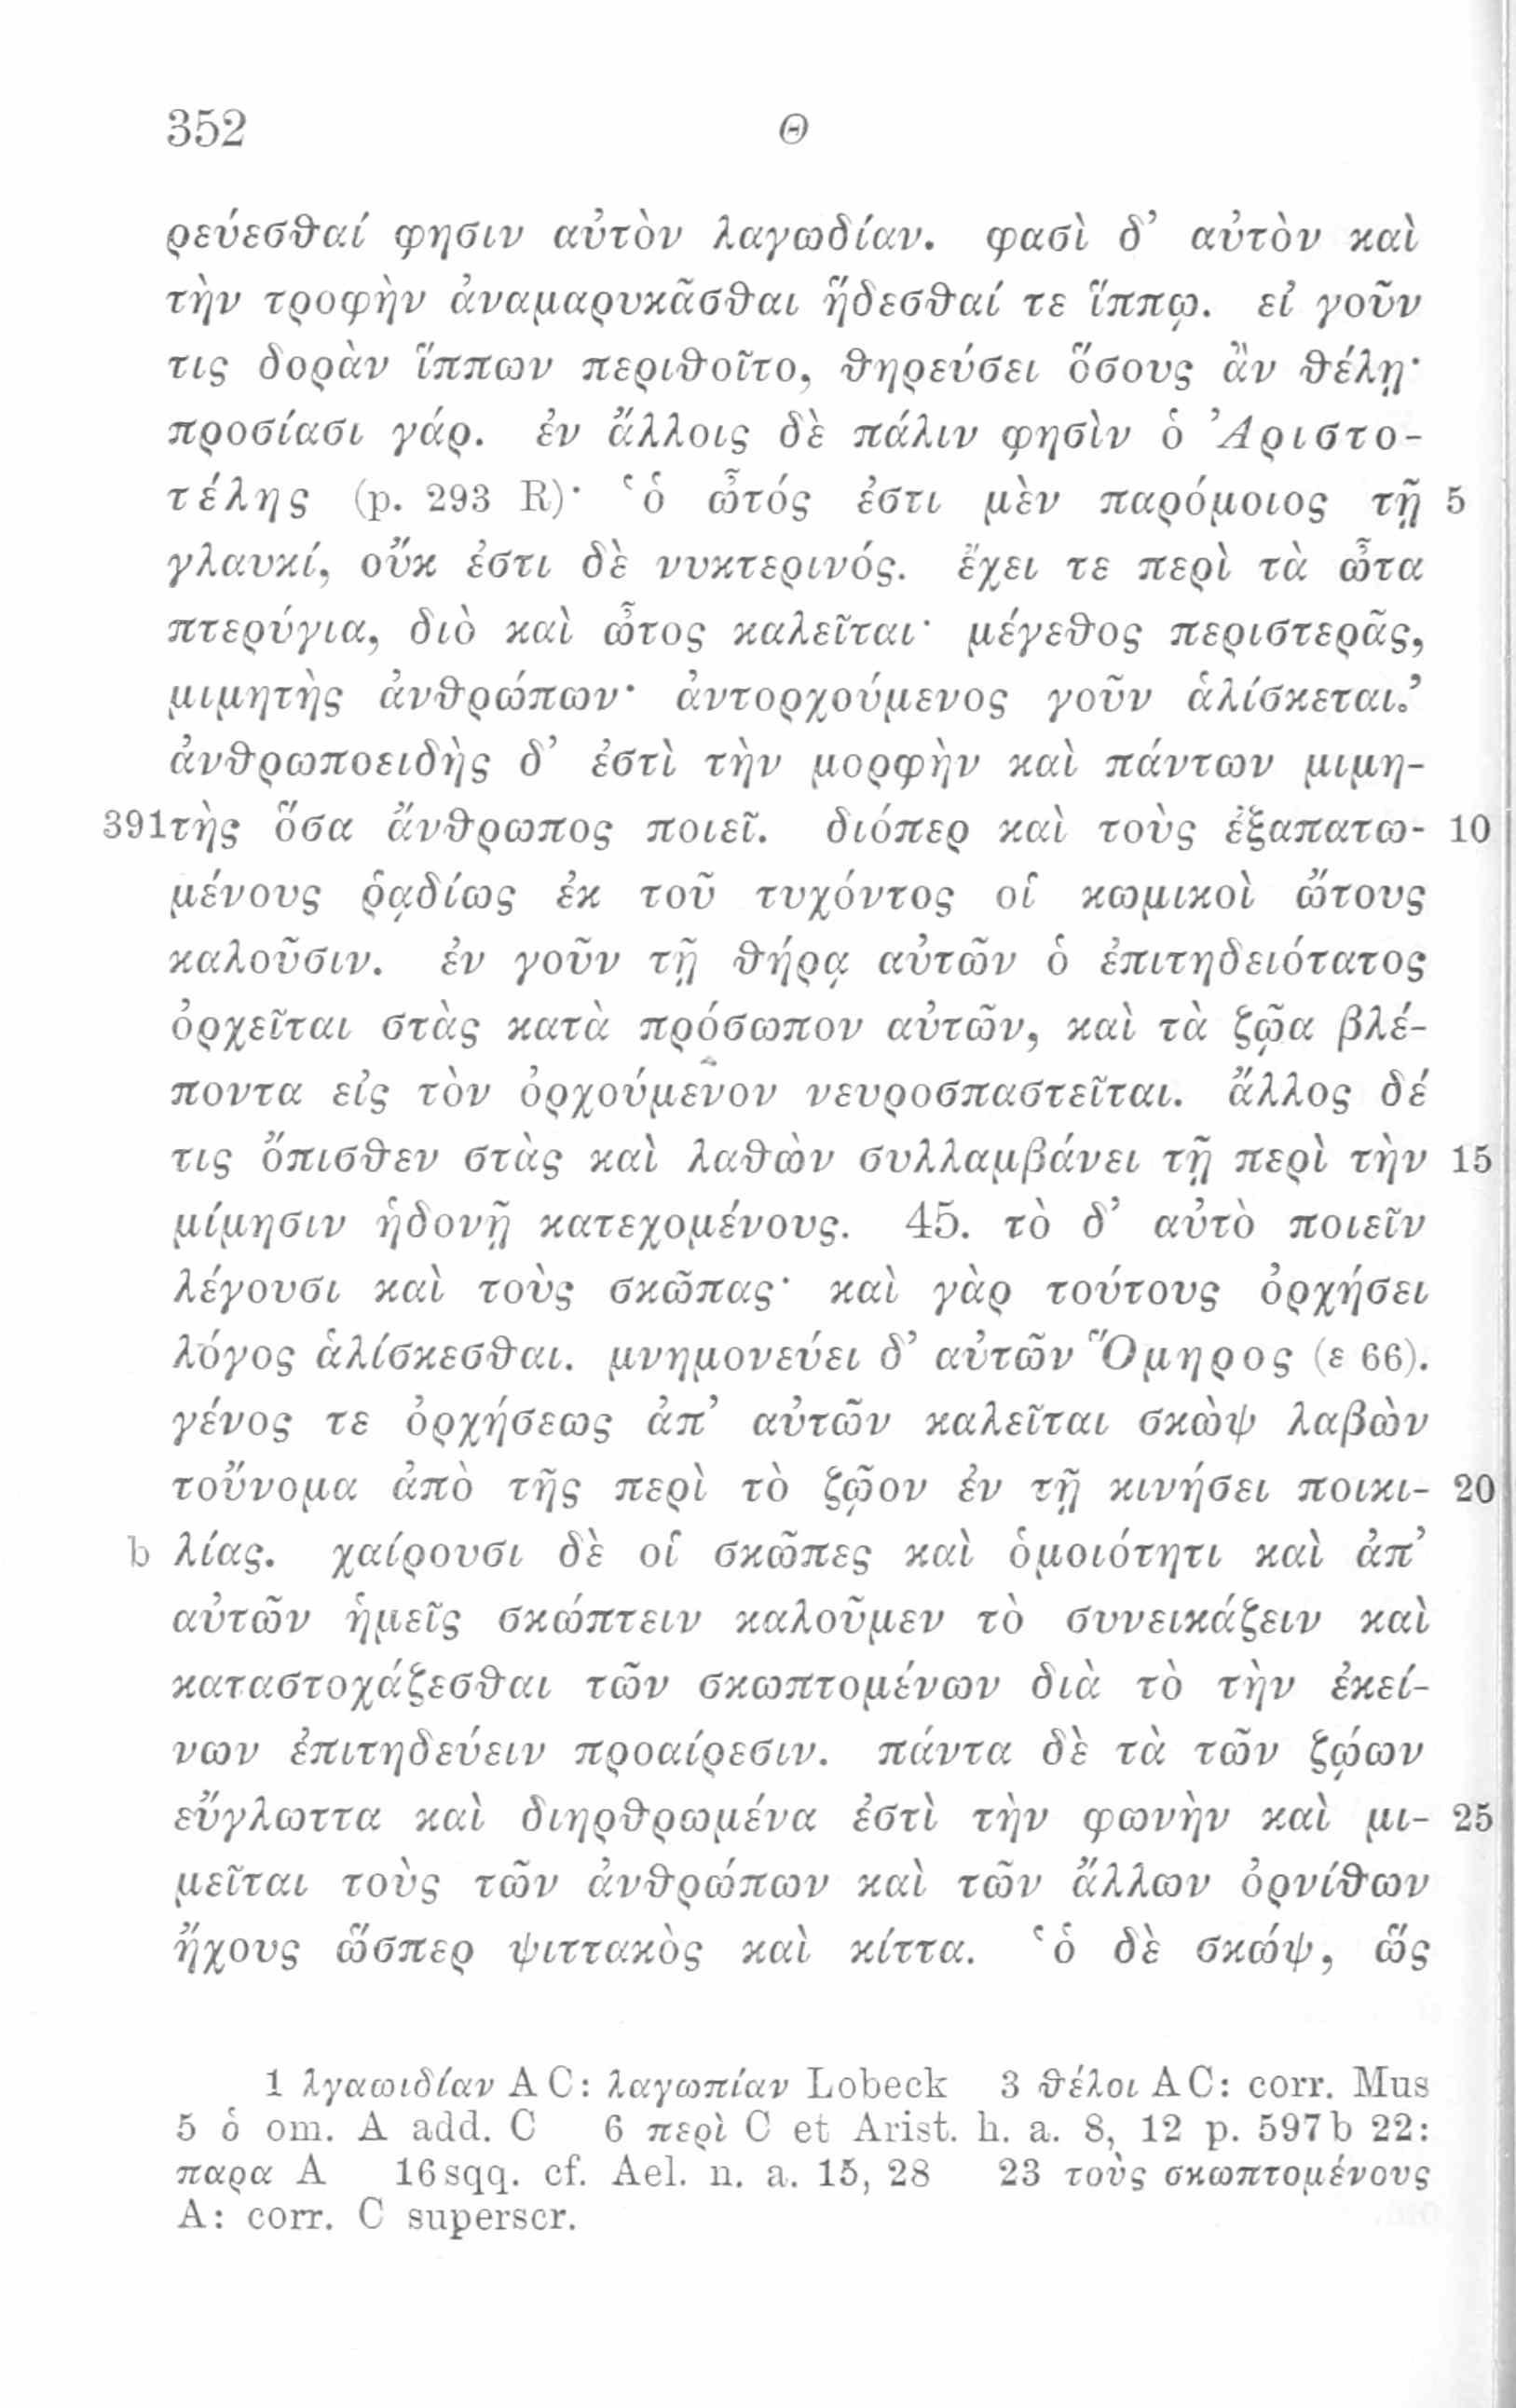 352 Θ
ρεύεσθαί φησιν αὐτὸν λαγωδίαν. φασὶ δ’ αὐτὸν καὶ
τὴν τροφὴν ἀναμαρυκᾶσθαι ἥδεσθαί τε ἵππῳ. εἰ γοῦν
τις δορὰν ἵππων περιθοῖτο, θηρεύσει ὅσους ἂν θέλῃ·
προσίασι γάρ. ἐν ἄλλοις δὲ πάλιν φησὶν ὁ Ἀριστο-
τέλης (p. 293 R)· ‘ὁ ὦτός ἐστι μὲν παρόμοιος τῇ 5
γλαυκί, οὔκ ἐστι δὲ νυκτερινός. ἔχει τε περὶ τὰ ὦτα
πτερύγια, διὸ καὶ ὦτος καλεῖται· μέγεθος περιστερᾶς,
μιμητὴς ἀνθρώπων· ἀντορχούμενος γοῦν ἁλίσκεται.’
ἀνθρωποειδὴς δ’ ἐστὶ τὴν μορφὴν καὶ πάντων μιμη-
391 τὴς ὅσα ἄνθρωπος ποιεῖ. διόπερ καὶ τοὺς ἐξαπατω- 10
μένους ῥᾳδίως ἐκ τοῦ τυχόντος οἱ κωμικοὶ ὤτους
καλοῦσιν. ἐν γοῦν τῇ θήρᾳ αὐτῶν ὁ ἐπιτηδειότατος
ὀρχεῖται στὰς κατὰ πρόσωπον αὐτῶν, καὶ τὰ ζῷα βλέ-
ποντα εἰς τὸν ὀρχούμενον νευροσπαστεῖται. ἄλλος δέ
τις ὄπισθεν στὰς καὶ λαθὼν συλλαμβάνει τῇ περὶ τὴν 15
μίμησιν ἡδονῇ κατεχομένους. 45. τὸ δ’ αὐτὸ ποιεῖν
λέγουσι καὶ τοὺς σκῶπας· καὶ γὰρ τούτους ὀρχήσει
λόγος ἁλίσκεσθαι. μνημονεύει δ’ αὐτῶν Ὅμηρος (ε 66).
γένος τε ὀρχήσεως ἀπ’ αὐτῶν καλεῖται σκὼψ λαβὼν
τοὔνομα ἀπὸ τῆς περὶ τὸ ζῷον ἐν τῇ κινήσει ποικι- 20
b λίας. χαίρουσι δὲ οἱ σκῶπες καὶ ὁμοιότητι καὶ ἀπ’
αὐτῶν ἡμεῖς σκώπτειν καλοῦμεν τὸ συνεικάζειν καὶ
καταστοχάζεσθαι τῶν σκωπτομένων διὰ τὸ τὴν ἐκεί-
νων ἐπιτηδεύειν προαίρεσιν. πάντα δὲ τὰ τῶν ζῴων
εὔγλωττα καὶ διηρθρωμένα ἐστὶ τὴν φωνὴν καὶ μι- 25
μεῖται τοὺς τῶν ἀνθρώπων καὶ τῶν ἄλλων ὀρνίθων
ἤχους ὥσπερ ψιττακὸς καὶ κίττα. ‘ὁ δὲ σκώψ, ὥς
1 λγαωιδίαν AC: λαγωπίαν Lobeck 3 θέλοι AC: corr. Mus
5 ὁ om. A add. C 6 περὶ C et Arist. h. a. 8, 12 p. 597b 22:
παρα A 16 sqq. cf. Ael. n. a. 15, 28 23 τοὺς σκωπτομένους
A: corr. C superscr.